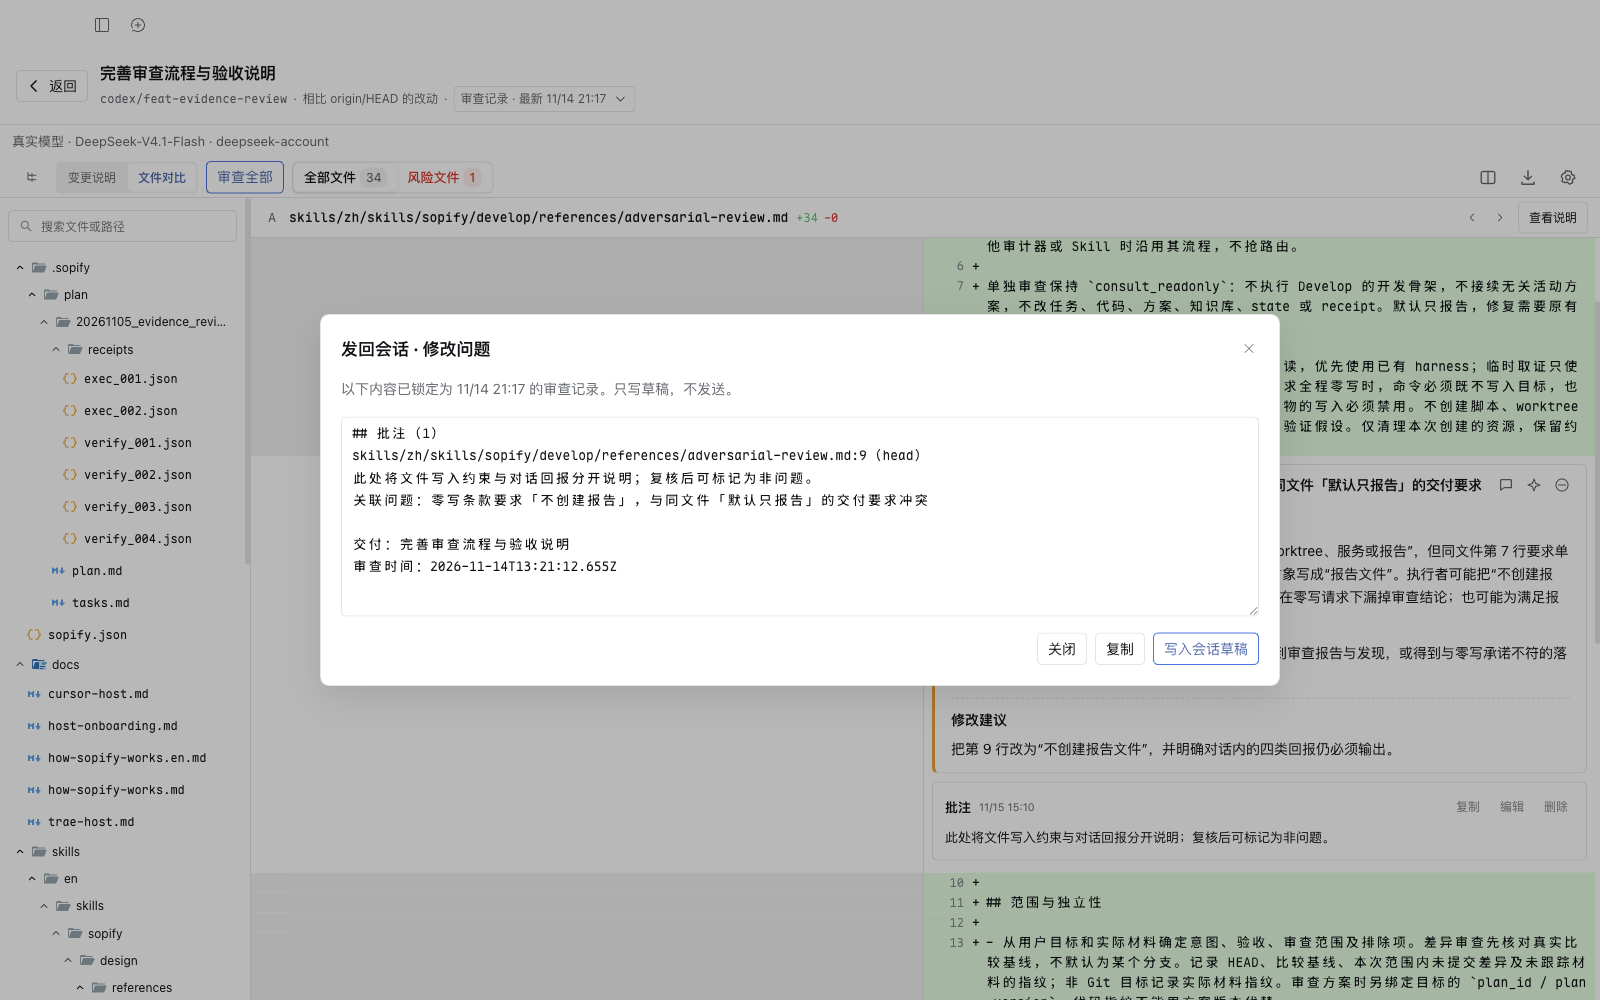 返回
完善审查流程与验收说明
codex/feat-evidence-review · 相比 origin/HEAD 的改动 · 审查记录 · 最新 11/14 21:17
真实模型 · DeepSeek-V4.1-Flash · deepseek-account
变更说明 文件对比 审查全部 全部文件 34 风险文件 1
搜索文件或路径
A skills/zh/skills/sopify/develop/references/adversarial-review.md +34 -0
查看说明
.sopify
plan
20261105_evidence_revi...
receipts
exec_001.json
exec_002.json
verify_001.json
verify_002.json
verify_003.json
verify_004.json
plan.md
tasks.md
sopify.json
docs
cursor-host.md
host-onboarding.md
how-sopify-works.en.md
how-sopify-works.md
trae-host.md
skills
en
skills
sopify
design
references
他审计器或 Skill 时沿用其流程，不抢路由。
6 +
7 + 单独审查保持 `consult_readonly`：不执行 Develop 的开发骨架，不接续无关活动方
案，不改任务、代码、方案、知识库、state 或 receipt。默认只报告，修复需要原有
读，优先使用已有 harness；临时取证只使
求全程零写时，命令必须既不写入目标，也
物的写入必须禁用。不创建脚本、worktree
验证假设。仅清理本次创建的资源，保留约
同文件「默认只报告」的交付要求
orktree、服务或报告”，但同文件第 7 行要求单
象写成“报告文件”。执行者可能把“不创建报
在零写请求下漏掉审查结论；也可能为满足报
到审查报告与发现，或得到与零写承诺不符的落
修改建议
把第 9 行改为“不创建报告文件”，并明确对话内的四类回报仍必须输出。
批注 11/15 15:10 复制 编辑 删除
此处将文件写入约束与对话回报分开说明；复核后可标记为非问题。
10 +
11 + ## 范围与独立性
12 +
13 + - 从用户目标和实际材料确定意图、验收、审查范围及排除项。差异审查先核对真实比
较基线，不默认为某个分支。记录 HEAD、比较基线、本次范围内未提交差异及未跟踪材
料的指纹；非 Git 目标记录实际材料指纹。审查方案时另绑定目标的 `plan_id / plan
发回会话 · 修改问题
以下内容已锁定为 11/14 21:17 的审查记录。只写草稿，不发送。
## 批注（1）
skills/zh/skills/sopify/develop/references/adversarial-review.md:9（head）
此处将文件写入约束与对话回报分开说明；复核后可标记为非问题。
关联问题：零写条款要求「不创建报告」，与同文件「默认只报告」的交付要求冲突
交付：完善审查流程与验收说明
审查时间：2026-11-14T13:21:12.655Z
关闭 复制 写入会话草稿